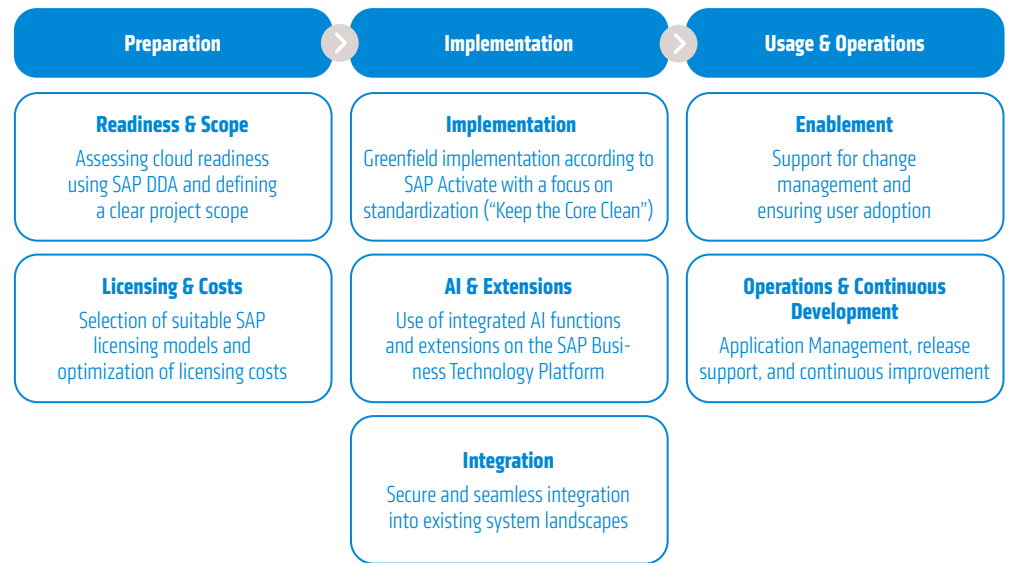 Preparation
Implementation
Usage & Operations
Readiness & Scope
Assessing cloud readiness
using SAP DDA and defining
a clear project scope
Licensing & Costs
Selection of suitable SAP
licensing models and
optimization of licensing costs
Implementation
Greenfield implementation according to
SAP Activate with a focus on
standardization (“Keep the Core Clean”)
AI & Extensions
Use of integrated AI functions
and extensions on the SAP Busi-
ness Technology Platform
Integration
Secure and seamless integration
into existing system landscapes
Enablement
Support for change
management and
ensuring user adoption
Operations & Continuous
Development
Application Management, release
support, and continuous improvement